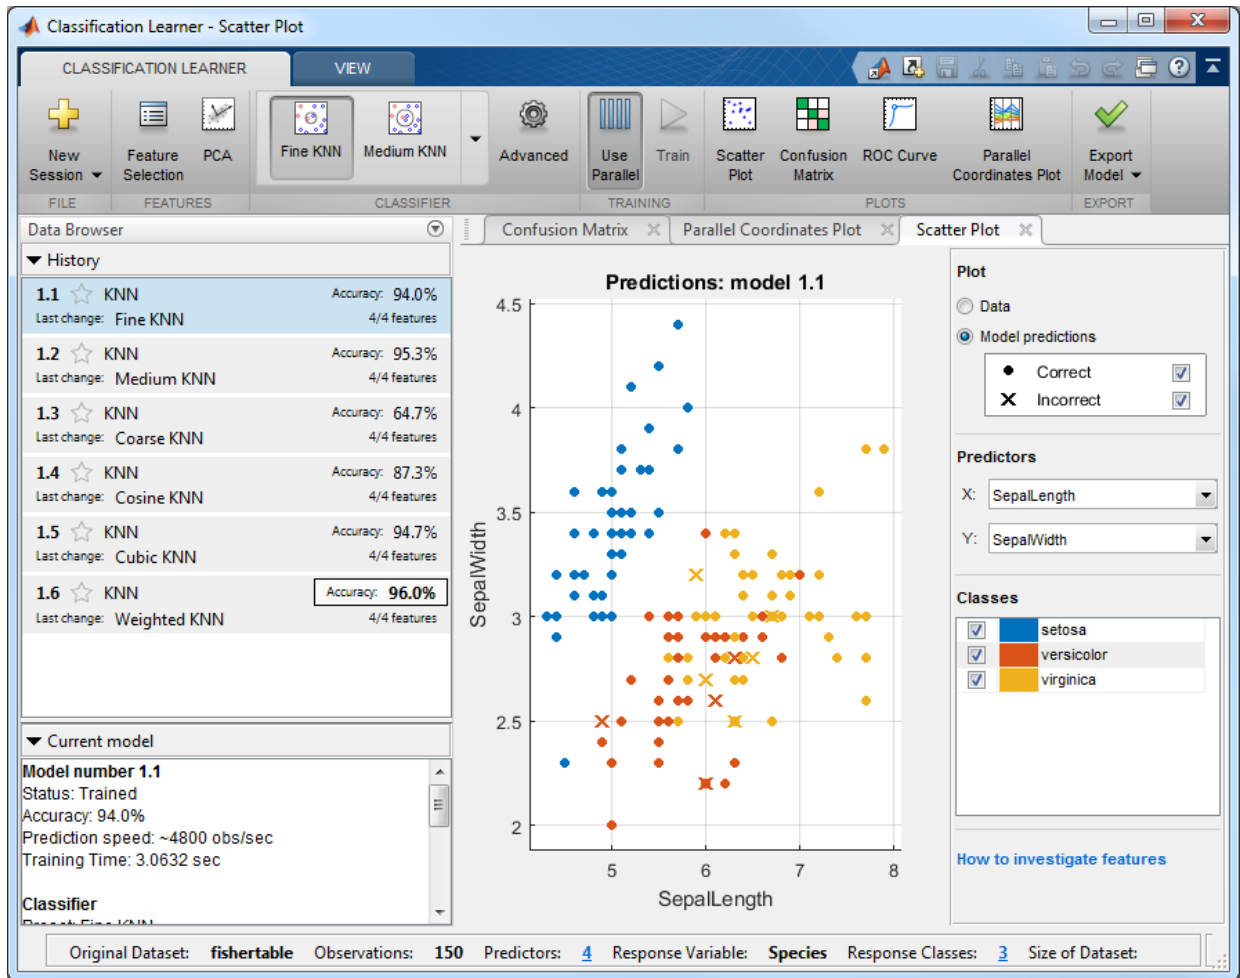 Classification Learner - Scatter Plot
CLASSIFICATION LEARNER
VIEW
New Session
Feature Selection
PCA
Fine KNN
Medium KNN
Advanced
Use Parallel
Train
Scatter Plot
Confusion Matrix
ROC Curve
Parallel Coordinates Plot
Export Model
FILE
FEATURES
CLASSIFIER
TRAINING
PLOTS
EXPORT
Data Browser
History
1.1 KNN Accuracy: 94.0%
Last change: Fine KNN 4/4 features
1.2 KNN Accuracy: 95.3%
Last change: Medium KNN 4/4 features
1.3 KNN Accuracy: 64.7%
Last change: Coarse KNN 4/4 features
1.4 KNN Accuracy: 87.3%
Last change: Cosine KNN 4/4 features
1.5 KNN Accuracy: 94.7%
Last change: Cubic KNN 4/4 features
1.6 KNN Accuracy: 96.0%
Last change: Weighted KNN 4/4 features
Current model
Model number 1.1
Status: Trained
Accuracy: 94.0%
Prediction speed: ~4800 obs/sec
Training Time: 3.0632 sec
Classifier
Preset: Fine KNN
Confusion Matrix
Parallel Coordinates Plot
Scatter Plot
Predictions: model 1.1
4.5
4
3.5
3
2.5
2
SepalWidth
5 6 7 8
SepalLength
Plot
Data
Model predictions
Correct
Incorrect
Predictors
X: SepalLength
Y: SepalWidth
Classes
setosa
versicolor
virginica
How to investigate features
Original Dataset: fishertable Observations: 150 Predictors: 4 Response Variable: Species Response Classes: 3 Size of Dataset: